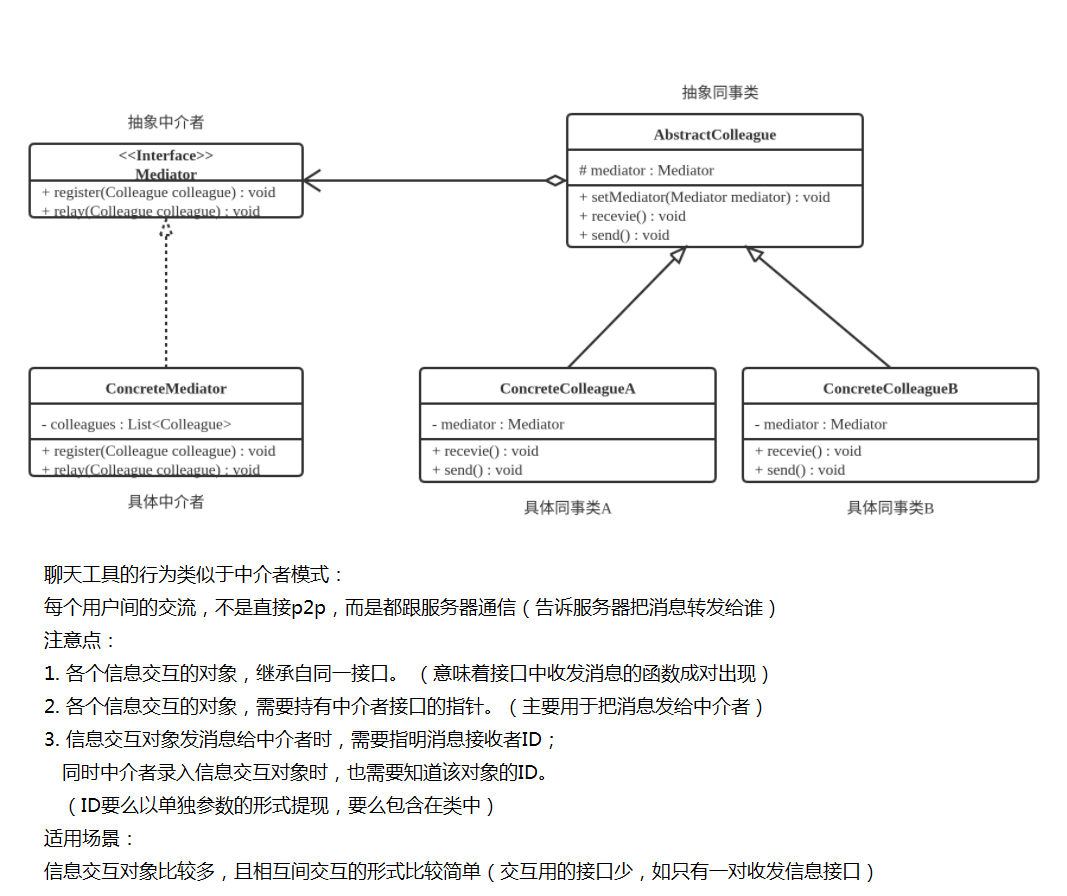 抽象同事类
抽象中介者
<<Interface>>
Mediator
+ register(Colleague colleague) : void
+ relay(Colleague colleague) : void
AbstractColleague
# mediator : Mediator
+ setMediator(Mediator mediator) : void
+ recevie() : void
+ send() : void
ConcreteMediator
- colleagues : List<Colleague>
+ register(Colleague colleague) : void
+ relay(Colleague colleague) : void
具体中介者
ConcreteColleagueA
- mediator : Mediator
+ recevie() : void
+ send() : void
具体同事类A
ConcreteColleagueB
- mediator : Mediator
+ recevie() : void
+ send() : void
具体同事类B
聊天工具的行为类似于中介者模式：
每个用户间的交流，不是直接p2p，而是都跟服务器通信（告诉服务器把消息转发给谁）
注意点：
1. 各个信息交互的对象，继承自同一接口。 （意味着接口中收发消息的函数成对出现）
2. 各个信息交互的对象，需要持有中介者接口的指针。（主要用于把消息发给中介者）
3. 信息交互对象发消息给中介者时，需要指明消息接收者ID；
同时中介者录入信息交互对象时，也需要知道该对象的ID。
（ID要么以单独参数的形式提现，要么包含在类中）
适用场景：
信息交互对象比较多，且相互间交互的形式比较简单（交互用的接口少，如只有一对收发信息接口）